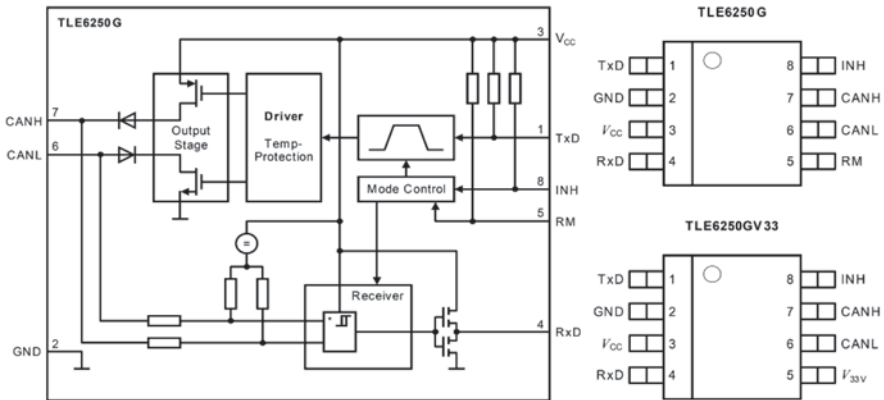 TLE6250G
3
V_CC
7
CANH
6
CANL
Output
Stage
Driver
Temp-
Protection
1
TxD
8
INH
Mode Control
5
RM
=
Receiver
*
4
RxD
2
GND
TLE6250G
TxD 1 8 INH
GND 2 7 CANH
V_CC 3 6 CANL
RxD 4 5 RM
TLE6250GV33
TxD 1 8 INH
GND 2 7 CANH
V_CC 3 6 CANL
RxD 4 5 V_33V